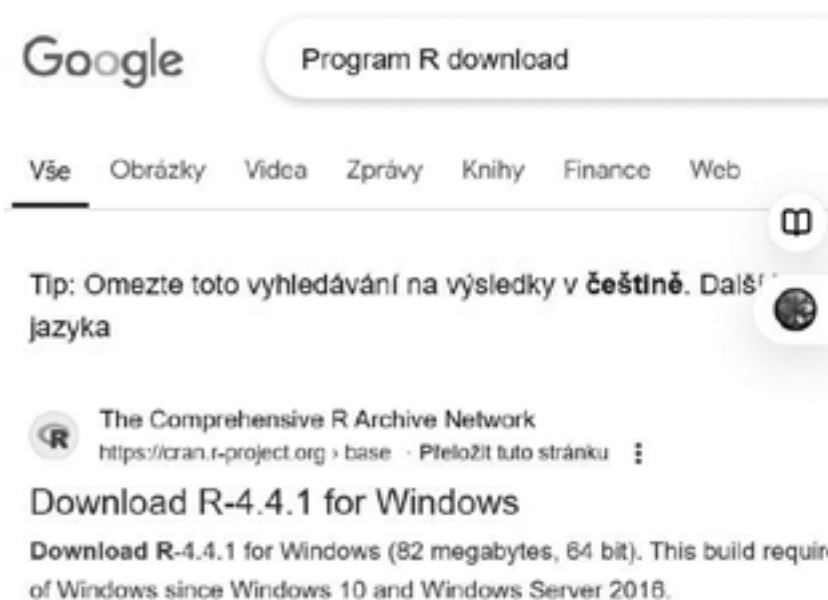 Google
Program R download
Vše Obrázky Videa Zprávy Knihy Finance Web
Tip: Omezte toto vyhledávání na výsledky v češtině. Další
jazyka
R
The Comprehensive R Archive Network
https://cran.r-project.org › base · Přeložit tuto stránku
Download R-4.4.1 for Windows
Download R-4.4.1 for Windows (82 megabytes, 64 bit). This build require
of Windows since Windows 10 and Windows Server 2016.